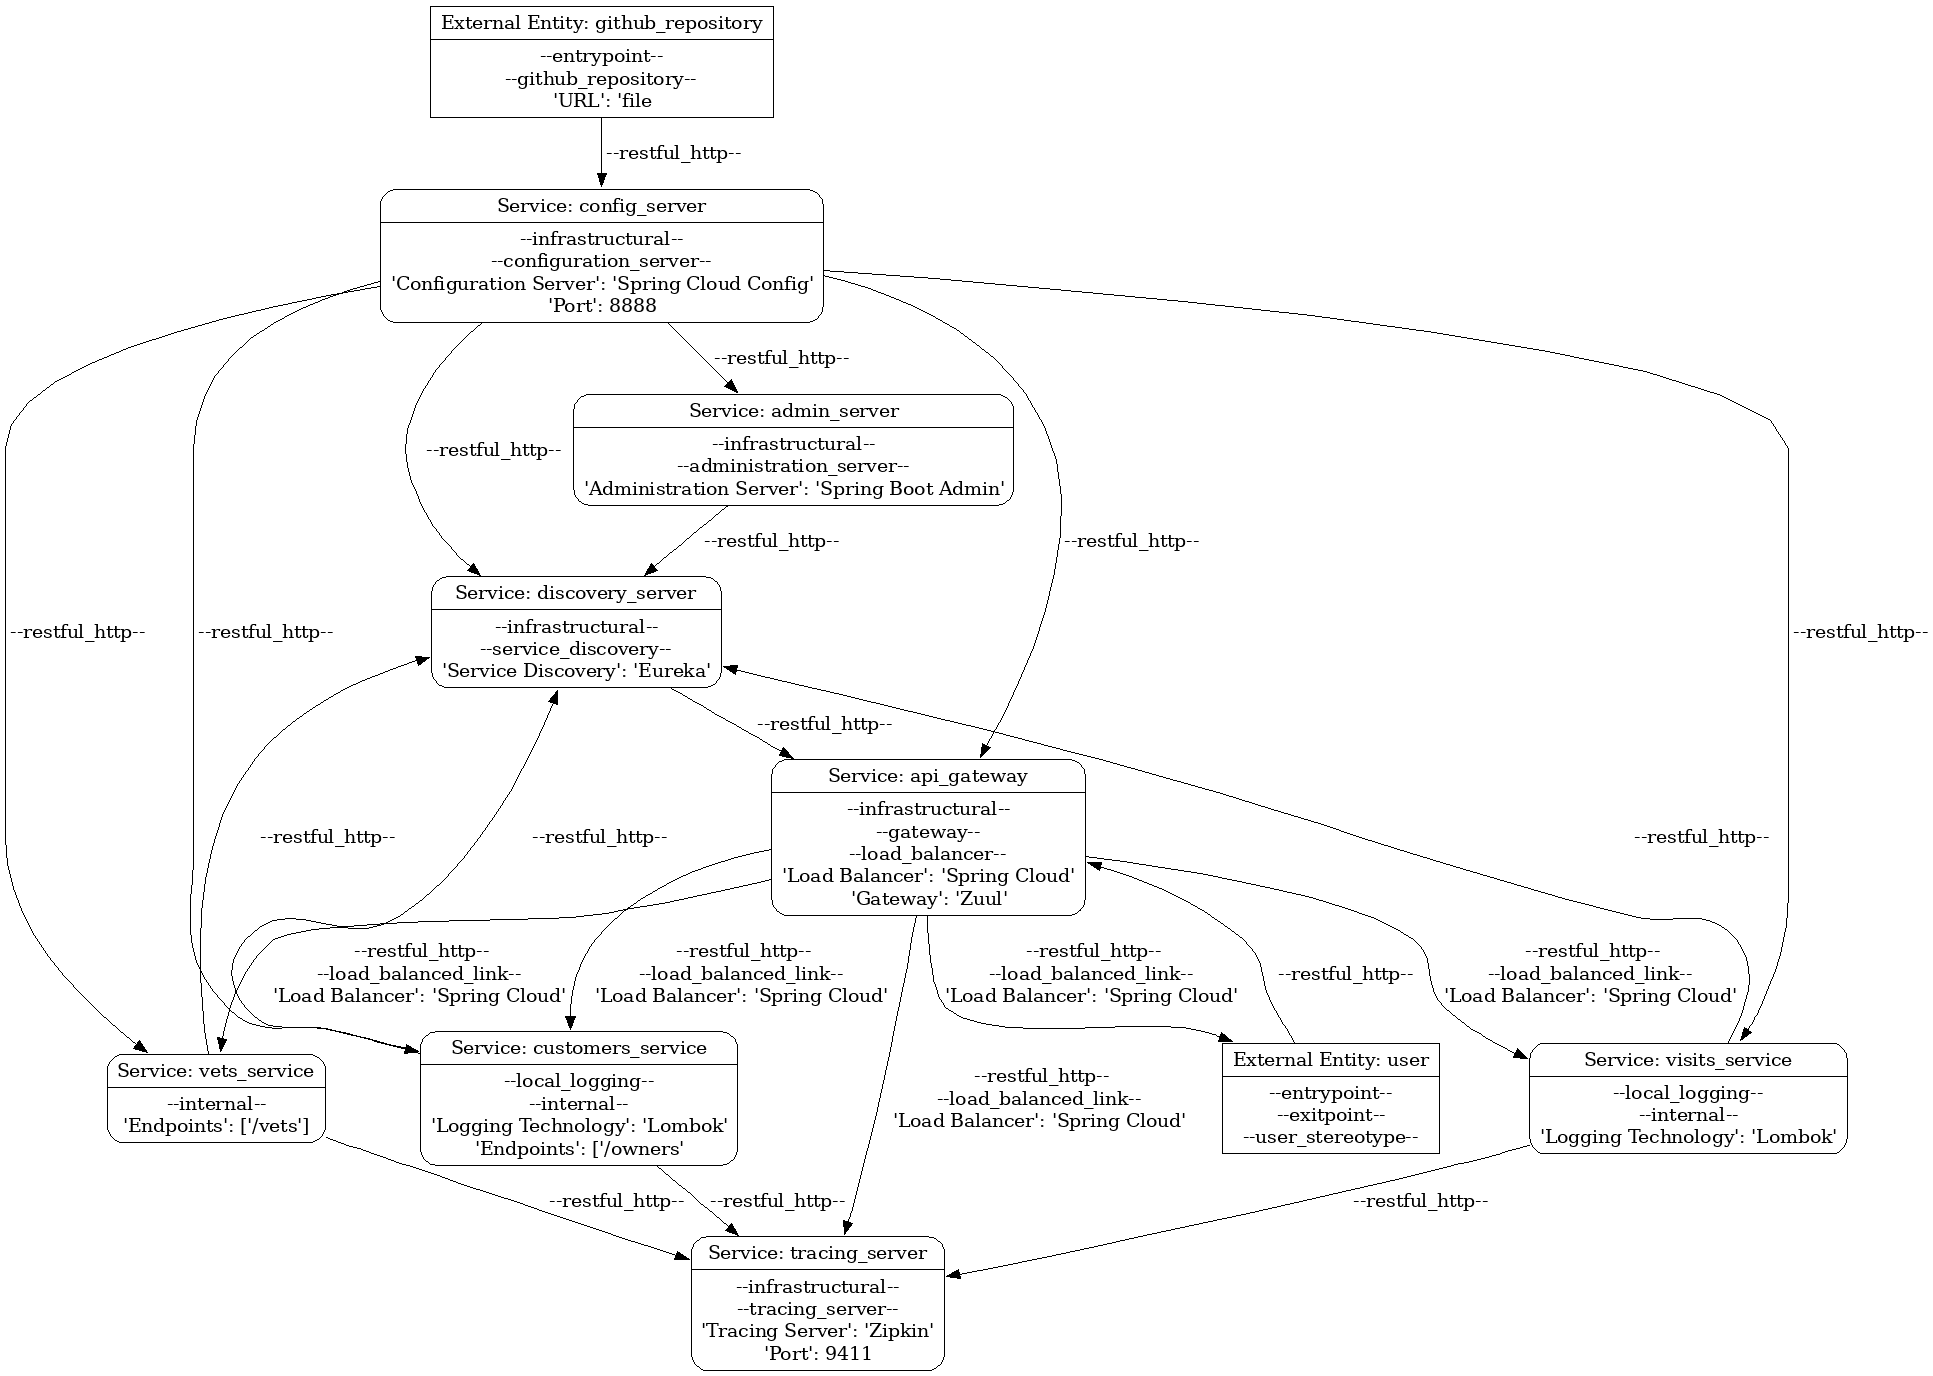 External Entity: github_repository
--entrypoint--
--github_repository--
'URL': 'file
--restful_http--
Service: config_server
--infrastructural--
--configuration_server--
'Configuration Server': 'Spring Cloud Config'
'Port': 8888
--restful_http--
Service: admin_server
--infrastructural--
--administration_server--
'Administration Server': 'Spring Boot Admin'
--restful_http--
--restful_http--
--restful_http--
Service: discovery_server
--infrastructural--
--service_discovery--
'Service Discovery': 'Eureka'
--restful_http--
--restful_http--
--restful_http--
--restful_http--
Service: api_gateway
--infrastructural--
--gateway--
--load_balancer--
'Load Balancer': 'Spring Cloud'
'Gateway': 'Zuul'
--restful_http--
--restful_http--
--restful_http--
--restful_http--
--load_balanced_link--
'Load Balancer': 'Spring Cloud'
--restful_http--
--load_balanced_link--
'Load Balancer': 'Spring Cloud'
--restful_http--
--load_balanced_link--
'Load Balancer': 'Spring Cloud'
--restful_http--
--restful_http--
--load_balanced_link--
'Load Balancer': 'Spring Cloud'
Service: vets_service
--internal--
'Endpoints': ['/vets']
Service: customers_service
--local_logging--
--internal--
'Logging Technology': 'Lombok'
'Endpoints': ['/owners'
--restful_http--
--load_balanced_link--
'Load Balancer': 'Spring Cloud'
External Entity: user
--entrypoint--
--exitpoint--
--user_stereotype--
Service: visits_service
--local_logging--
--internal--
'Logging Technology': 'Lombok'
--restful_http--
--restful_http--
--restful_http--
Service: tracing_server
--infrastructural--
--tracing_server--
'Tracing Server': 'Zipkin'
'Port': 9411